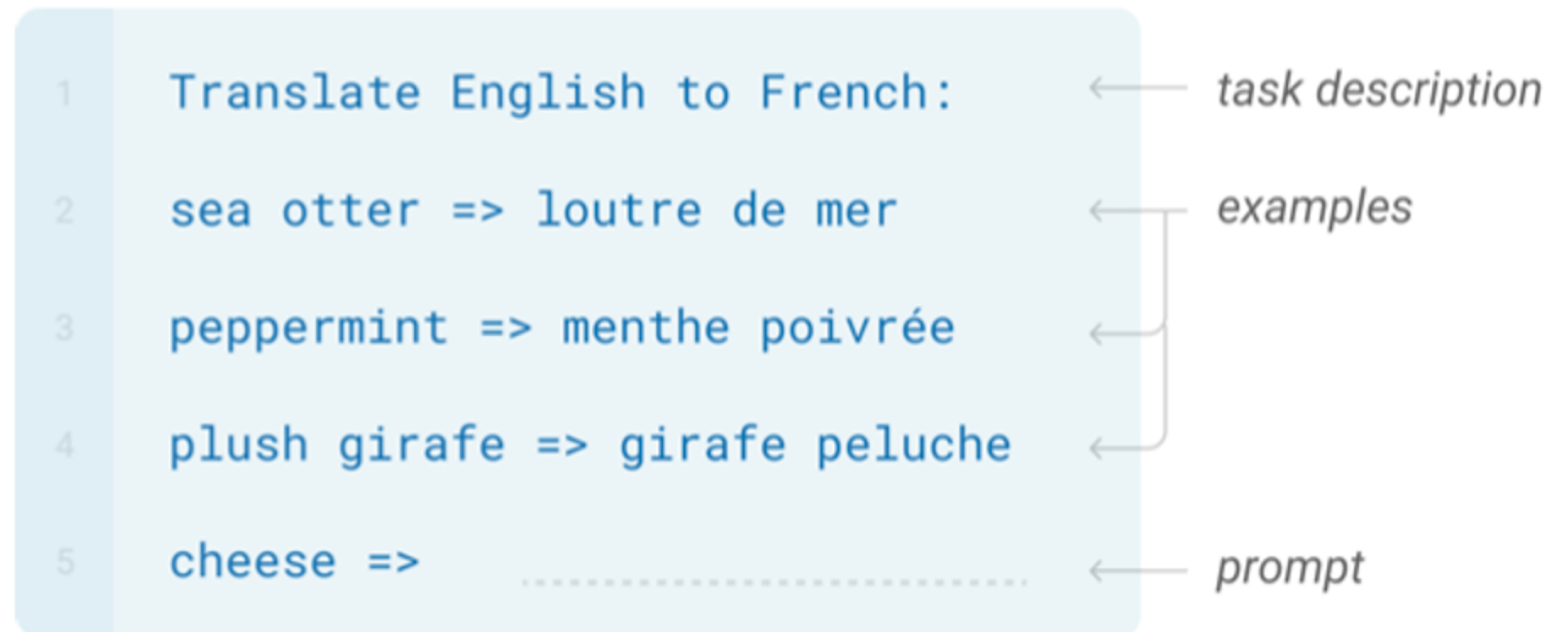 1 Translate English to French: task description
2 sea otter => loutre de mer examples
3 peppermint => menthe poivrée
4 plush girafe => girafe peluche
5 cheese => prompt